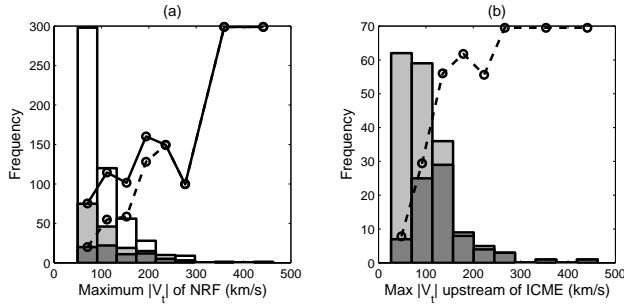 (a)
300
250
200
150
100
50
0
Frequency
0 100 200 300 400 500
Maximum |V_t| of NRF (km/s)
(b)
70
60
50
40
30
20
10
0
Frequency
0 100 200 300 400 500
Max |V_t| upstream of ICME (km/s)